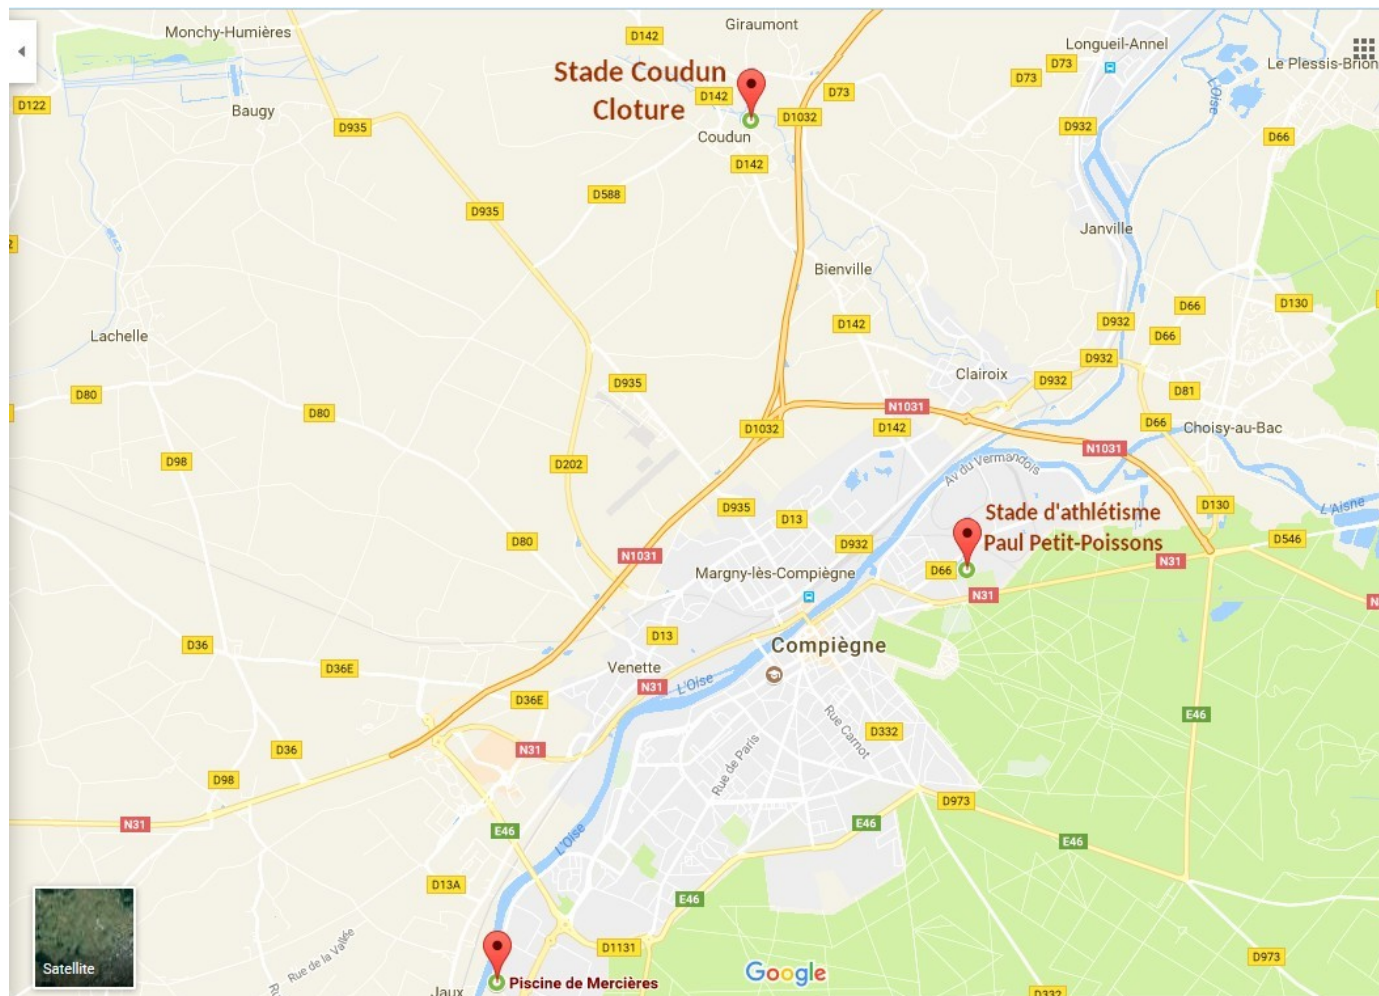 Giraumont
Monchy-Humières
D142
Longueil-Annel
D73
Le Plessis-Brion
Stade Coudun
Cloture
D73
D142
D73
L'Oise
D122
Baugy
D1032
D935
D932
Coudun
D66
D142
D588
D935
Janville
Bienville
D66
D130
D932
D142
Lachelle
D66
D932
Clairoix
D932
D935
D81
D80
D80
N1031
D66
D1032
D142
Choisy-au-Bac
N1031
D98
D202
Av du Vermandois
D935
D13
D130
L'Aisne
Stade d'athlétisme
Paul Petit-Poissons
D80
D932
D546
N1031
N31
Margny-lès-Compiègne
D66
N31
D13
D36
Compiègne
D36E
Venette
N31
L'Oise
D36E
E46
Rue Carnot
D332
D36
N31
Rue de Paris
D98
D973
N31
E46
E46
E46
L'Oise
D13A
E46
Rue de la Vallée
D1131
D973
Satellite
Google
Piscine de Mercières
Jaux
D332